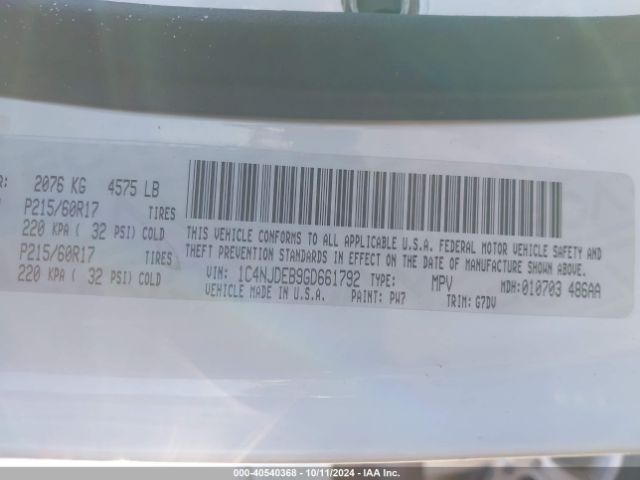 R: 2076 KG 4575 LB
P215/60R17 TIRES
220 KPA ( 32 PSI) COLD
P215/60R17 TIRES
220 KPA ( 32 PSI) COLD
THIS VEHICLE CONFORMS TO ALL APPLICABLE U.S.A. FEDERAL MOTOR VEHICLE SAFETY AND
THEFT PREVENTION STANDARDS IN EFFECT ON THE DATE OF MANUFACTURE SHOWN ABOVE.
VIN: 1C4NJDEB9GD661792 TYPE: MPV MDH:010703 486AA
VEHICLE MADE IN U.S.A. PAINT: PW7 TRIM: G7DV
000-40540368 - 10/11/2024 - IAA Inc.